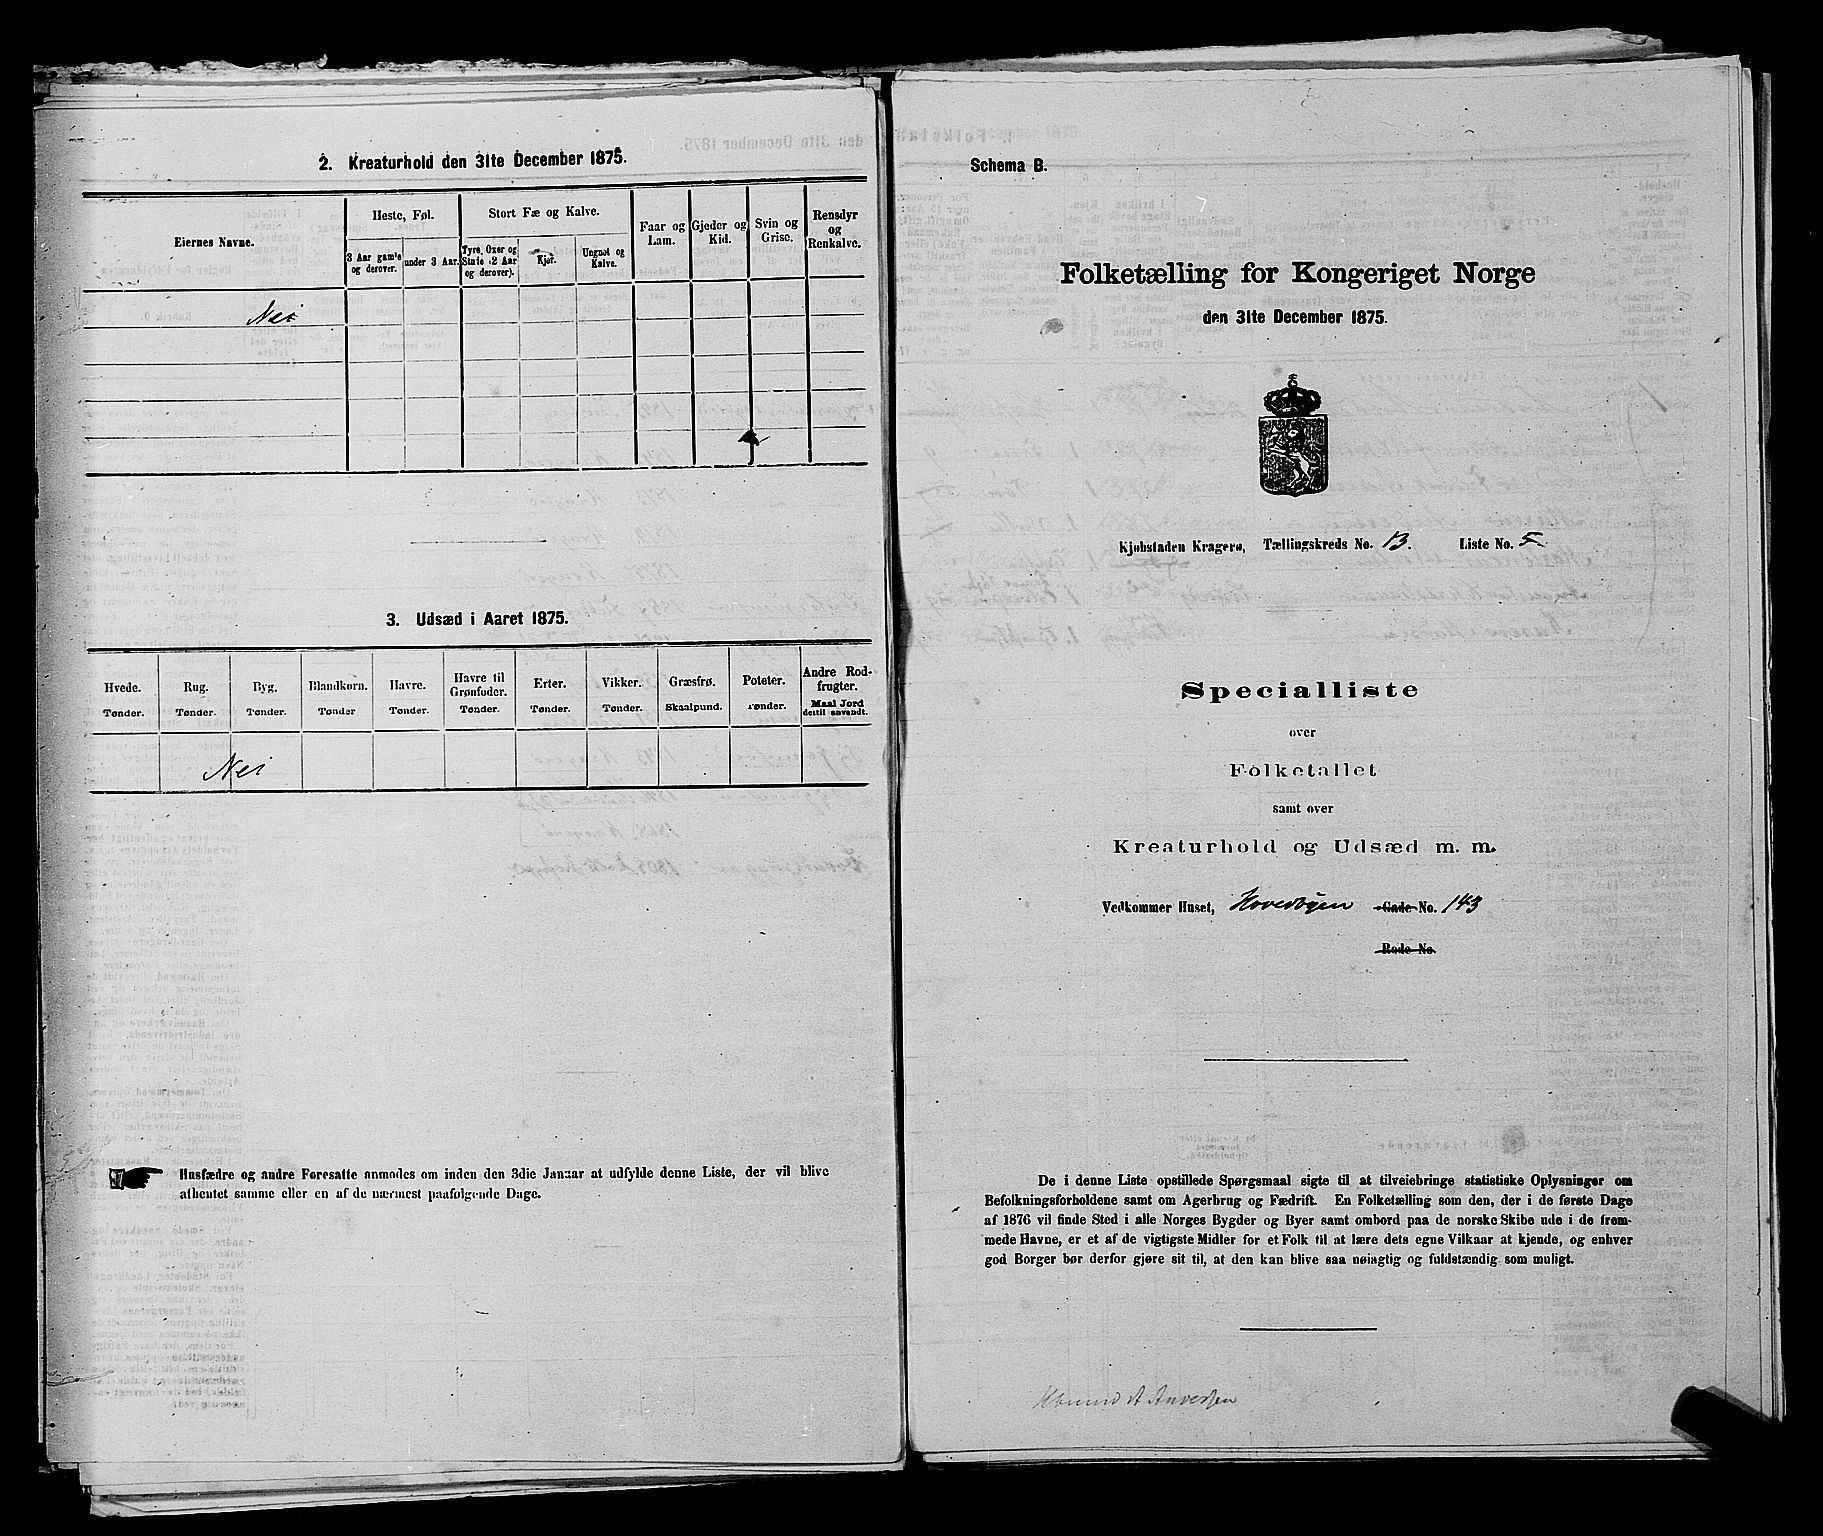 2. Kreaturhold den 31te December 1875.
Eiernes Navne.
Heste, Føl.
Stort Fæ og Kalve.
Faar og Lam.
Gjeder og Kid.
Svin og Grise.
Rensdyr og Renkalve.
3 Aar gamle og derover.
under 3 Aar.
Tyre, Oxer og Stude (2 Aar og derover).
Kjør.
Ungnøt og Kalve.
Nei
3. Udsæd i Aaret 1875.
Hvede. Rug. Byg. Blandkorn. Havre. Havre til Grønfoder. Erter. Vikker. Græsfrø. Poteter. Andre Rodfrugter.
Tønder. Tønder. Tønder. Tønder Tønder. Tønder. Tønder. Tønder. Skaalpund. Tønder. Maal Jord dertil anvendt.
Nei
Husfædre og andre Foresatte anmodes om inden den 3die Januar at udfylde denne Liste, der vil blive
afhentet samme eller en af de nærmest paafølgende Dage.
Schema B.
Folketælling for Kongeriget Norge
den 31te December 1875.
Kjøbstaden Kragerø, Tællingskreds No. 13. Liste No. 5.
Specialliste
over
Folketallet
samt over
Kreaturhold og Udsæd m. m.
Vedkommer Huset, Hovedbyen Gade No. 143
Rode No.
De i denne Liste opstillede Spørgsmaal sigte til at tilveiebringe statistiske Oplysninger om
Befolkningsforholdene samt om Agerbrug og Fædrift. En Folketælling som den, der i de første Dage
af 1876 vil finde Sted i alle Norges Bygder og Byer samt ombord paa de norske Skibe ude i de frem-
mede Havne, er et af de vigtigste Midler for et Folk til at lære dets egne Vilkaar at kjende, og enhver
god Borger bør derfor gjøre sit til, at den kan blive saa nøiagtig og fuldstændig som muligt.
Andersen